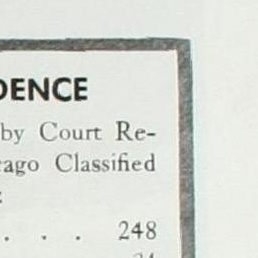 DENCE
by Court Re-
ago Classified
. . . 248